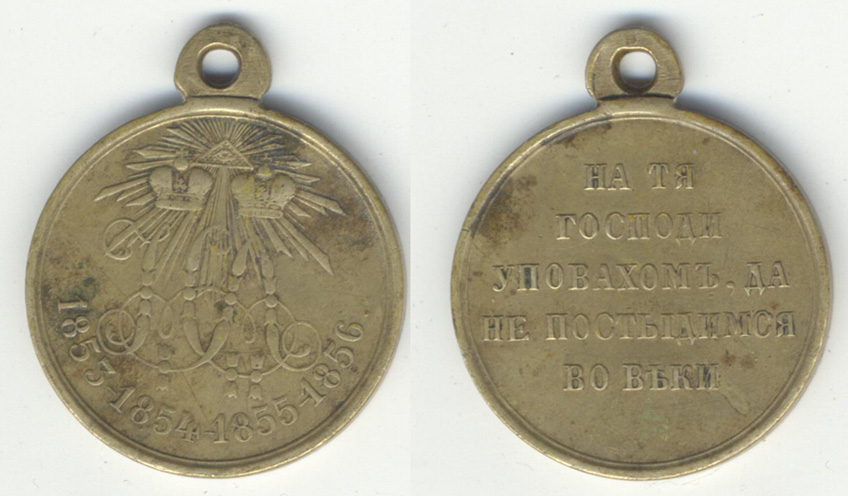 1853-1854-1855-1856
НА ТЯ
ГОСПОДИ
УПОВАХОМЪ, ДА
НЕ ПОСТЫДИМСЯ
ВО ВѢКИ